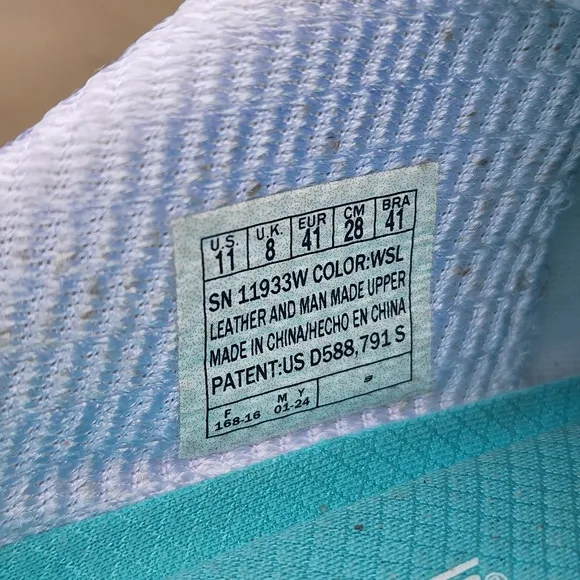 U.S. U.K. EUR CM BRA
11 8 41 28 41
SN 11933W COLOR:WSL
LEATHER AND MAN MADE UPPER
MADE IN CHINA/HECHO EN CHINA
PATENT:US D588,791 S
F M Y
168-16 01-24